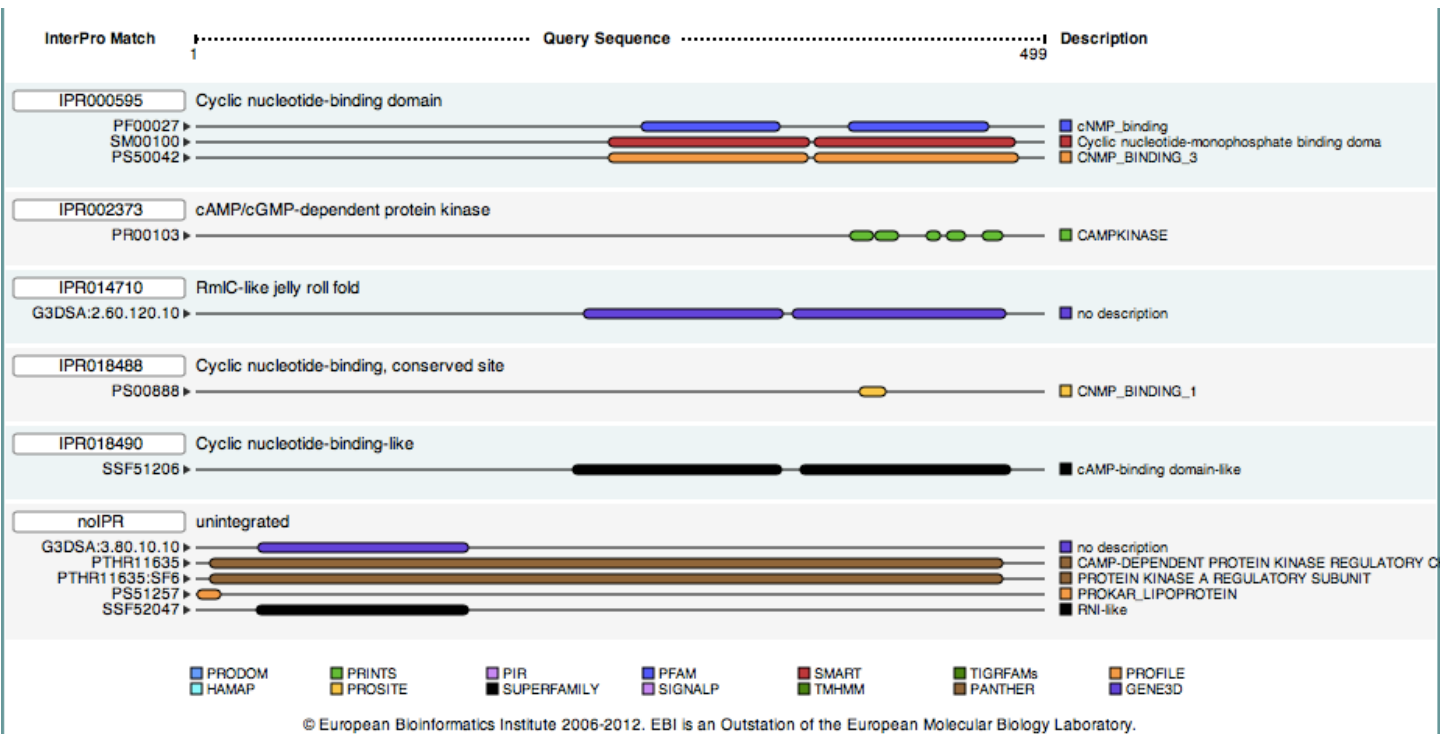 InterPro Match Query Sequence Description
1 499
IPR000595 Cyclic nucleotide-binding domain
PF00027 cNMP_binding
SM00100 Cyclic nucleotide-monophosphate binding doma
PS50042 CNMP_BINDING_3
IPR002373 cAMP/cGMP-dependent protein kinase
PR00103 CAMPKINASE
IPR014710 RmlC-like jelly roll fold
G3DSA:2.60.120.10 no description
IPR018488 Cyclic nucleotide-binding, conserved site
PS00888 CNMP_BINDING_1
IPR018490 Cyclic nucleotide-binding-like
SSF51206 cAMP-binding domain-like
noIPR unintegrated
G3DSA:3.80.10.10 no description
PTHR11635 CAMP-DEPENDENT PROTEIN KINASE REGULATORY C
PTHR11635:SF6 PROTEIN KINASE A REGULATORY SUBUNIT
PS51257 PROKAR_LIPOPROTEIN
SSF52047 RNI-like
PRODOM PRINTS PIR PFAM SMART TIGRFAMs PROFILE
HAMAP PROSITE SUPERFAMILY SIGNALP TMHMM PANTHER GENE3D
© European Bioinformatics Institute 2006-2012. EBI is an Outstation of the European Molecular Biology Laboratory.